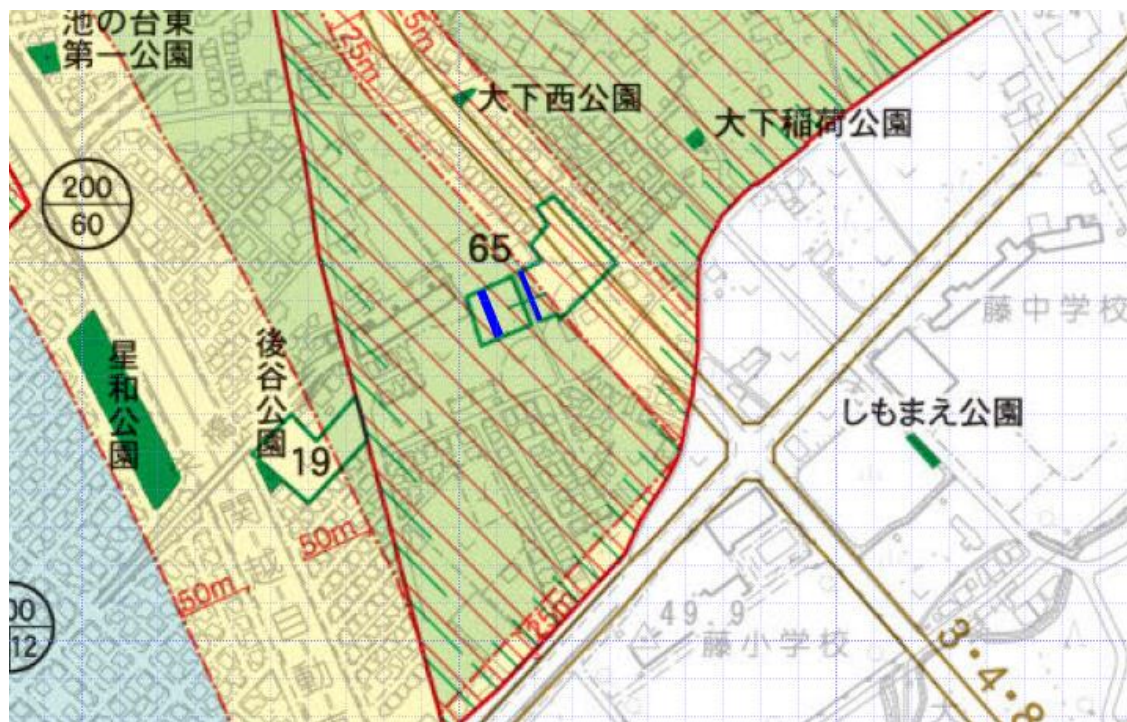 池の台東
第一公園
25m
5m
大下西公園
大下稲荷公園
200
60
65
藤中学校
星和公園
後谷公園
しもまえ公園
19
関越
動
50m
50m
00
12
25m
49.9
藤小学校
3・4・8